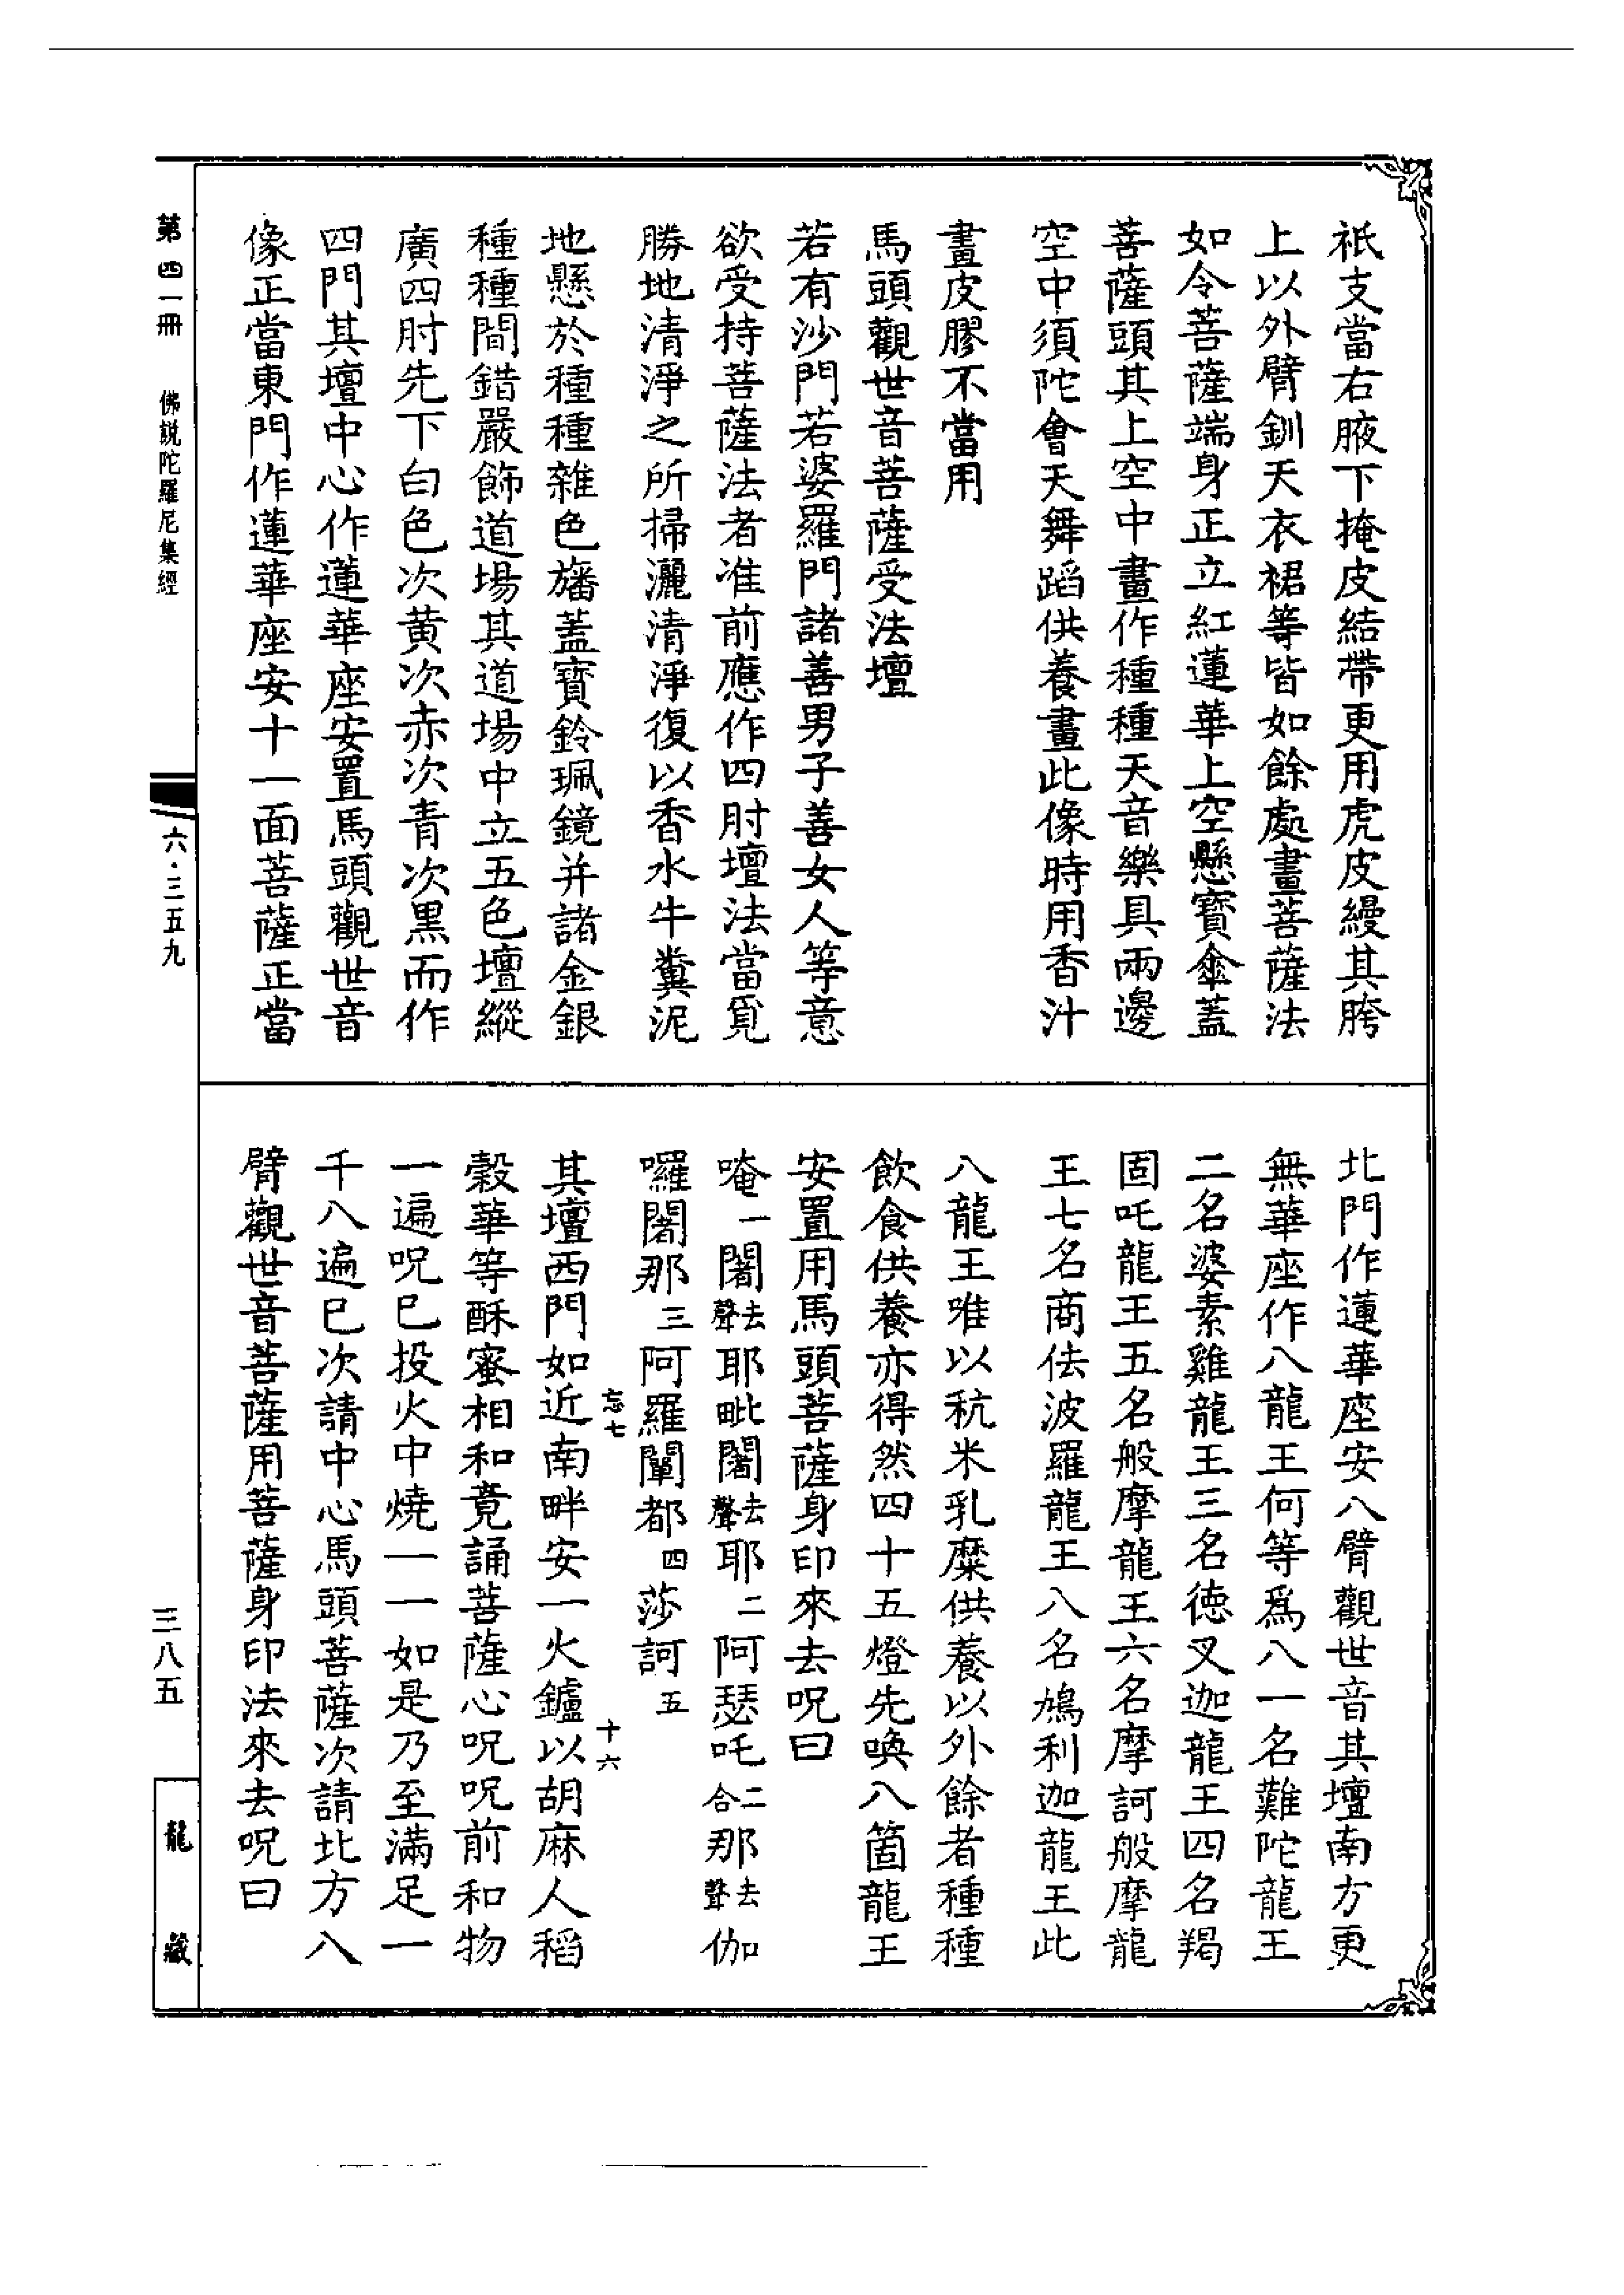 祇支當右腋下掩皮結帶更用虎皮縵其胯
上以外臂釧天衣裙等皆如餘處畫菩薩法
如令菩薩端身正立紅蓮華上空懸寶傘蓋
菩薩頭其上空中畫作種種天音樂具兩邊
空中須陀會天舞蹈供養畫此像時用香汁
畫皮膠不當用
馬頭觀世音菩薩受法壇
若有沙門若婆羅門諸善男子善女人等意
欲受持菩薩法者准前應作四肘壇法當覓
勝地清淨之所掃灑清淨復以香水牛糞泥
地懸於種種雜色旛蓋寶鈴珮鏡并諸金銀
種種間錯嚴飾道場其道場中立五色壇縱
廣四肘先下白色次黄次赤次青次黑而作
四門其壇中心作蓮華座安置馬頭觀世音
像正當東門作蓮華座安十一面菩薩正當
北門作蓮華座安八臂觀世音其壇南方更
無華座作八龍王何等爲八一名難陀龍王
二名婆素雞龍王三名德叉迦龍王四名羯
固吒龍王五名般摩龍王六名摩訶般摩龍
王七名商佉波羅龍王八名鳩利迦龍王此
八龍王唯以秔米乳糜供養以外餘者種種
飲食供養亦得然四十五燈先喚八箇龍王
安置用馬頭菩薩身印來去呪曰
唵一闍去聲耶毗闍去聲耶二阿瑟吒二合那去聲伽
囉闍那三阿羅闡都四莎訶五
忘七
十六
其壇西門如近南畔安一火鑪以胡麻人稻
穀華等酥蜜相和竟誦菩薩心呪呪前和物
一遍呪巳投火中燒一一如是乃至滿足一
千八遍巳次請中心馬頭菩薩次請北方八
臂觀世音菩薩用菩薩身印法來去呪曰
第四一冊
佛説陀羅尼集經
六·三五九
三八五
龍藏